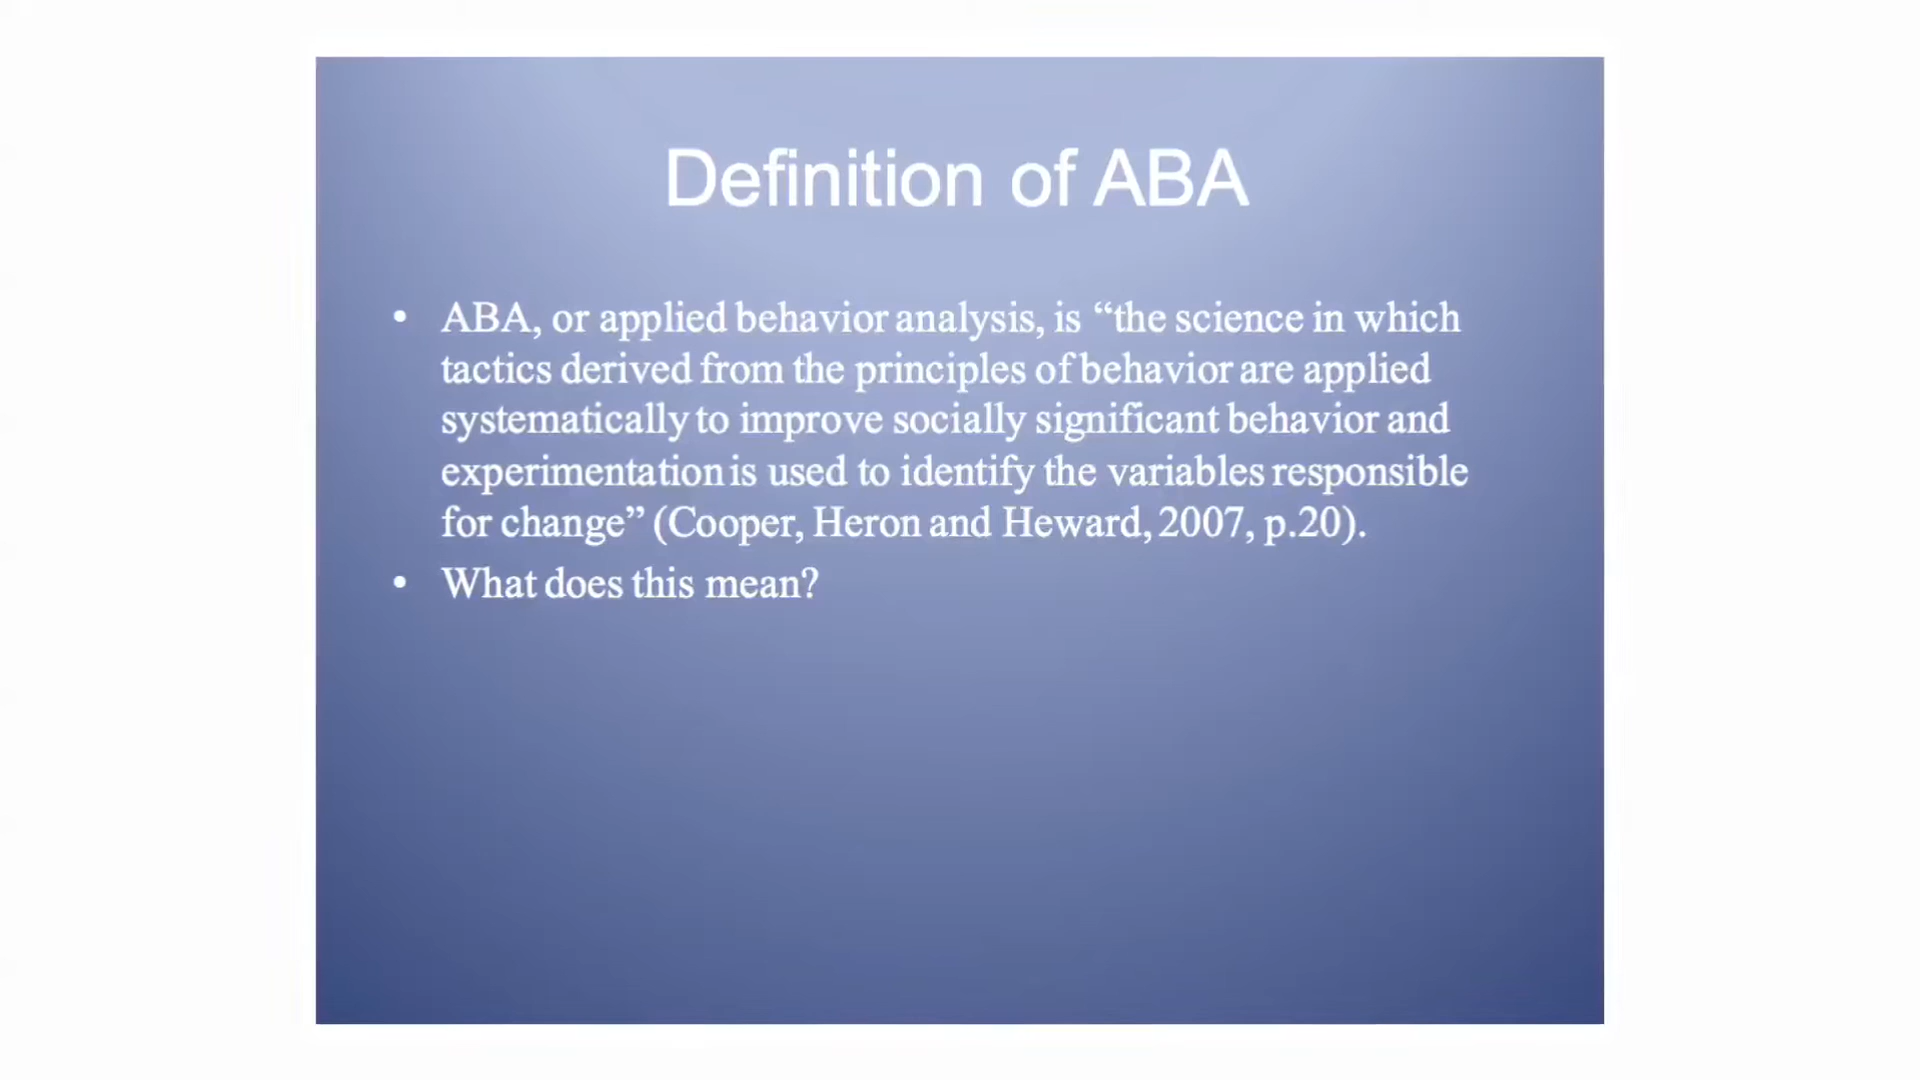 Definition of ABA
• ABA, or applied behavior analysis, is “the science in which
tactics derived from the principles of behavior are applied
systematically to improve socially significant behavior and
experimentation is used to identify the variables responsible
for change” (Cooper, Heron and Heward, 2007, p.20).
• What does this mean?